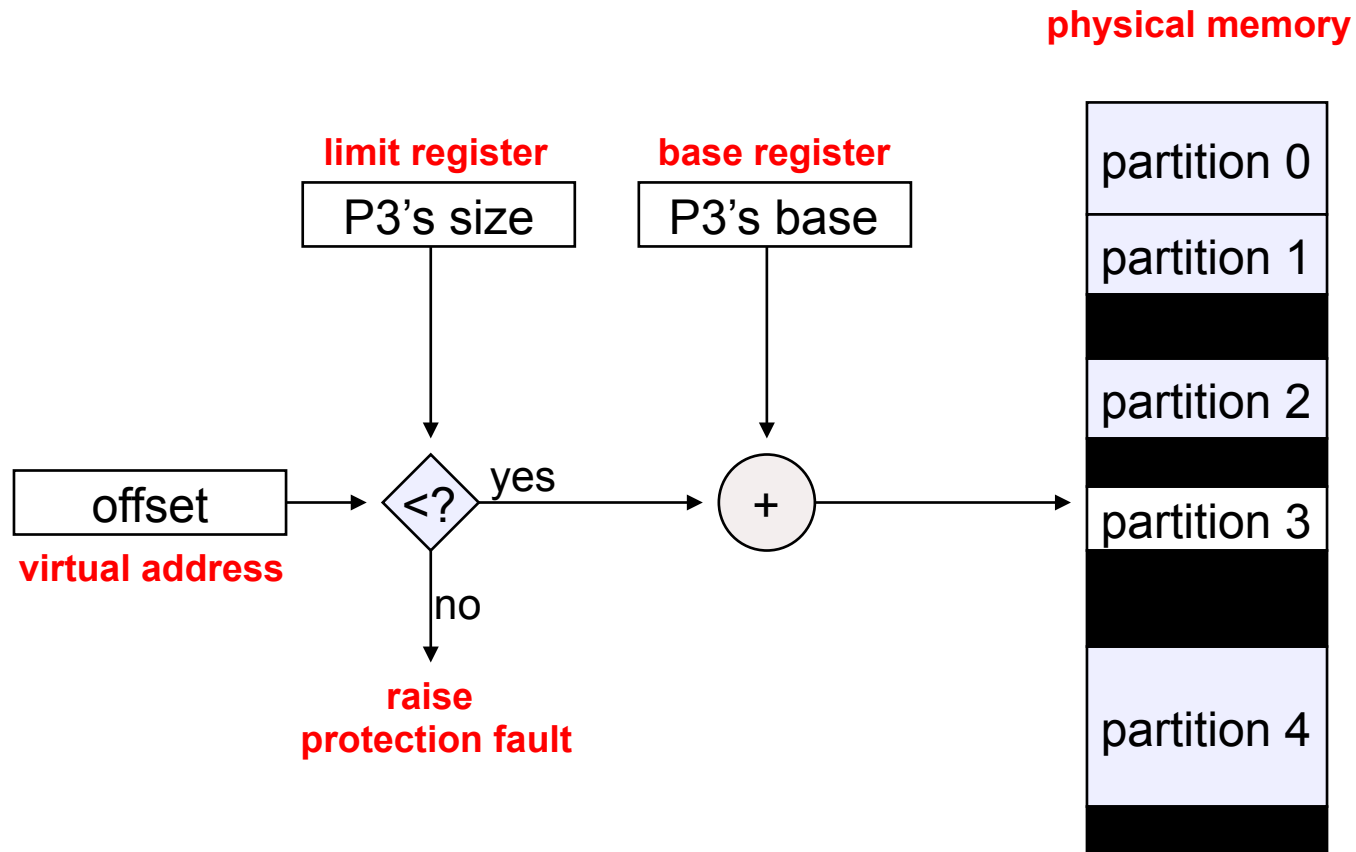 physical memory
limit register
base register
P3’s size
P3’s base
partition 0
partition 1
partition 2
partition 3
partition 4
offset
virtual address
<?
yes
+
no
raise
protection fault